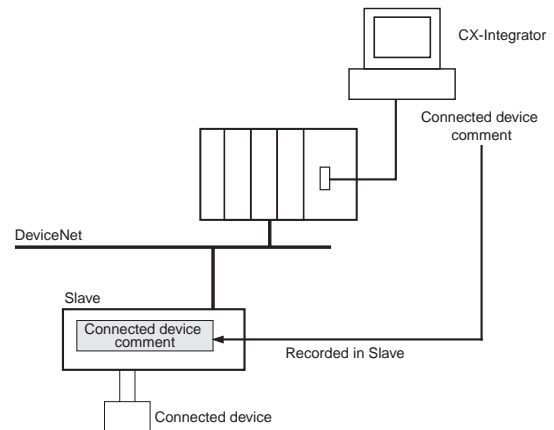 CX-Integrator
Connected device
comment
DeviceNet
Slave
Connected device
comment
Recorded in Slave
Connected device